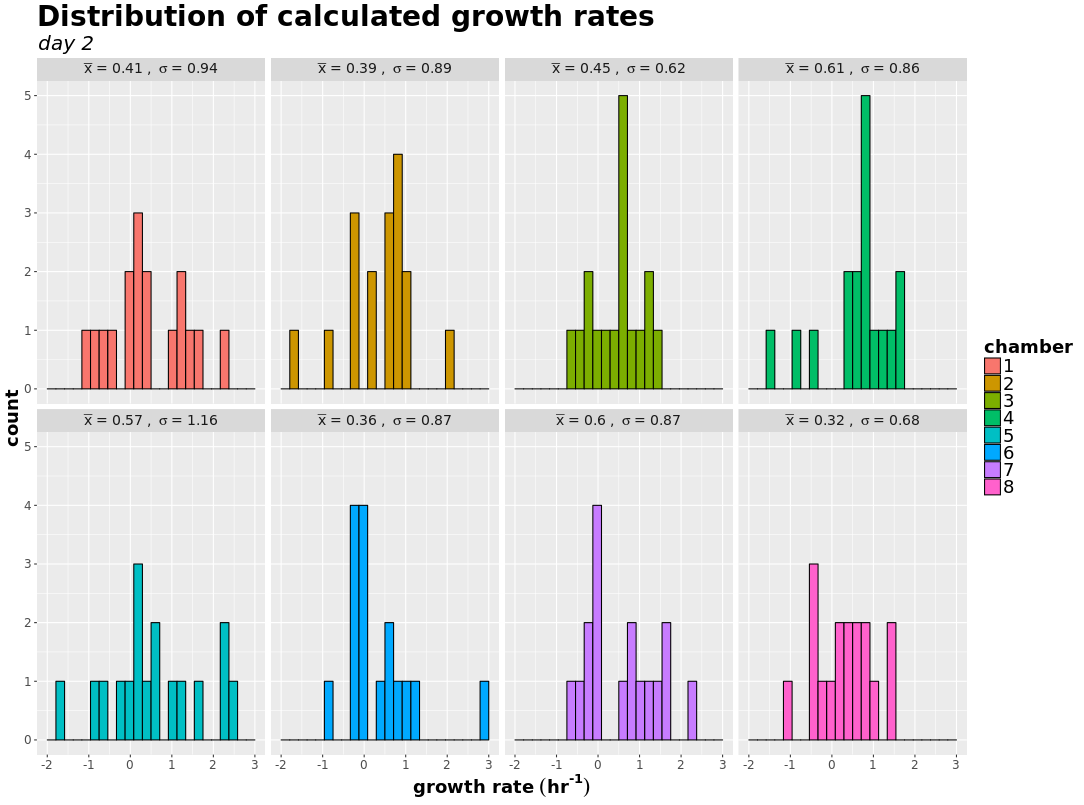 Distribution of calculated growth rates
day 2
x̅ = 0.41 , σ = 0.94
x̅ = 0.39 , σ = 0.89
x̅ = 0.45 , σ = 0.62
x̅ = 0.61 , σ = 0.86
5
4
3
2
1
0
x̅ = 0.57 , σ = 1.16
x̅ = 0.36 , σ = 0.87
x̅ = 0.6 , σ = 0.87
x̅ = 0.32 , σ = 0.68
5
4
3
2
1
0
-2 -1 0 1 2 3
-2 -1 0 1 2 3
-2 -1 0 1 2 3
-2 -1 0 1 2 3
count
growth rate (hr⁻¹)
chamber
1
2
3
4
5
6
7
8